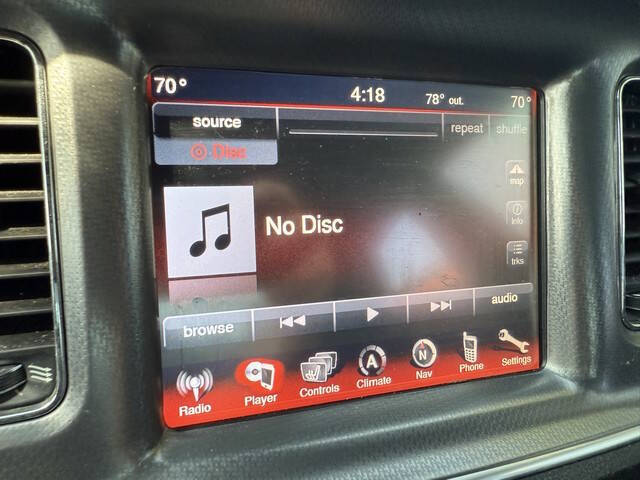 70° 4:18 78° out. 70°
source repeat shuffle
Disc
map
No Disc
info
trks
browse audio
Radio Player Controls Climate Nav Phone Settings
A N